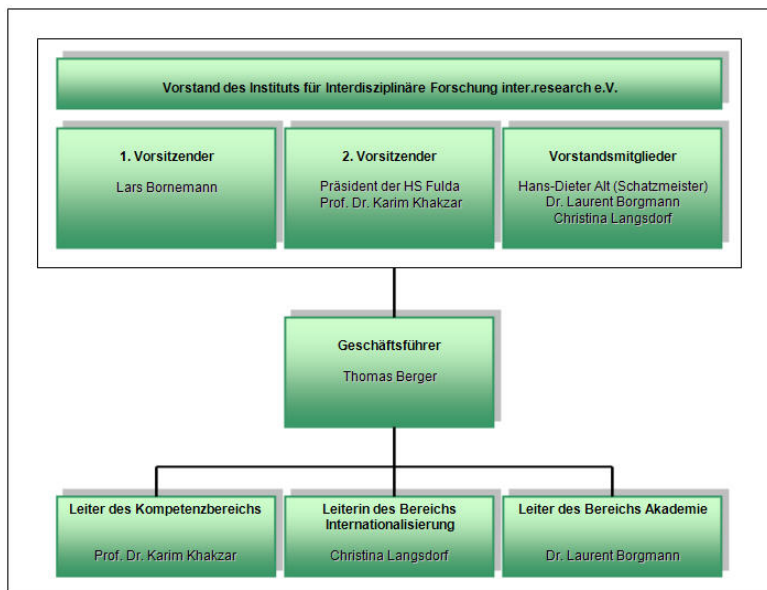 Vorstand des Instituts für Interdisziplinäre Forschung inter.research e.V.
1. Vorsitzender
Lars Bornemann
2. Vorsitzender
Präsident der HS Fulda
Prof. Dr. Karim Khakzar
Vorstandsmitglieder
Hans-Dieter Alt (Schatzmeister)
Dr. Laurent Borgmann
Christina Langsdorf
Geschäftsführer
Thomas Berger
Leiter des Kompetenzbereichs
Prof. Dr. Karim Khakzar
Leiterin des Bereichs
Internationalisierung
Christina Langsdorf
Leiter des Bereichs Akademie
Dr. Laurent Borgmann